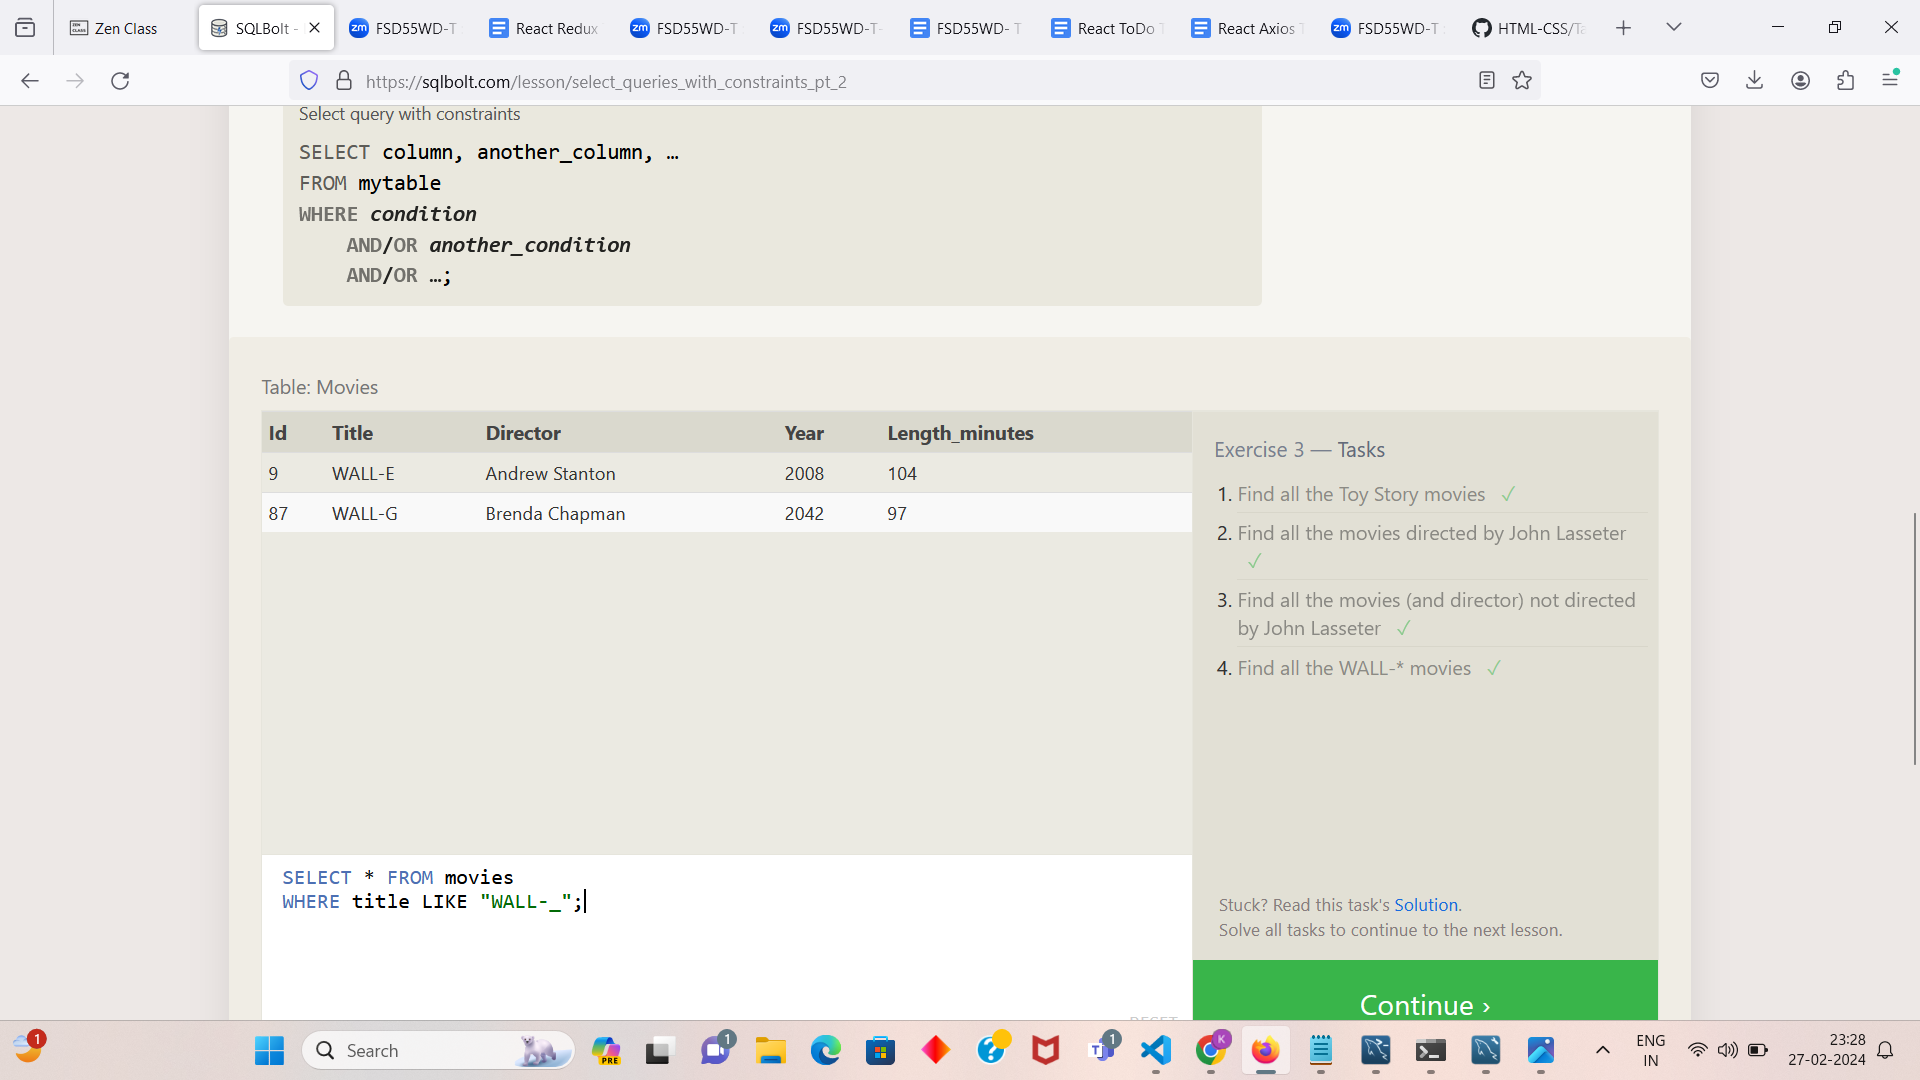 Zen Class
SQLBolt -
FSD55WD-T
React Redux
FSD55WD-T
FSD55WD-T-
FSD55WD- T
React ToDo T
React Axios T
FSD55WD-T
HTML-CSS/Ta
https://sqlbolt.com/lesson/select_queries_with_constraints_pt_2
Select query with constraints
SELECT column, another_column, …
FROM mytable
WHERE condition
AND/OR another_condition
AND/OR …;
Table: Movies
Id Title Director Year Length_minutes
9 WALL-E Andrew Stanton 2008 104
87 WALL-G Brenda Chapman 2042 97
Exercise 3 — Tasks
1. Find all the Toy Story movies ✓
2. Find all the movies directed by John Lasseter
✓
3. Find all the movies (and director) not directed
by John Lasseter ✓
4. Find all the WALL-* movies ✓
SELECT * FROM movies
WHERE title LIKE "WALL-_";
Stuck? Read this task's Solution.
Solve all tasks to continue to the next lesson.
RESET
Continue ›
1
Search
PRE
1
1
K
ENG
IN
23:28
27-02-2024